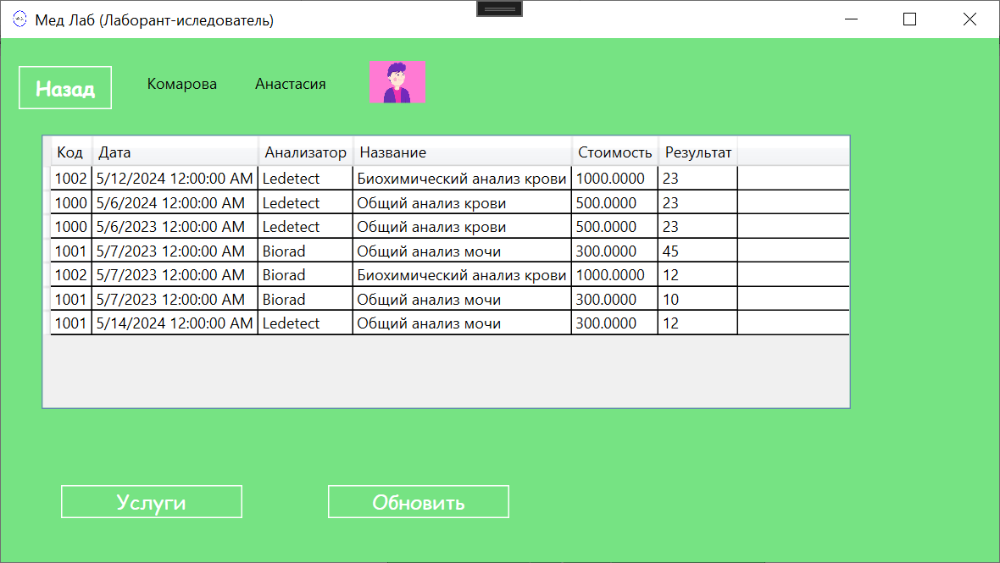 Мед Лаб (Лаборант-иследователь)
Назад Комарова Анастасия
Код Дата Анализатор Название Стоимость Результат
1002 5/12/2024 12:00:00 AM Ledetect Биохимический анализ крови 1000.0000 23
1000 5/6/2024 12:00:00 AM Ledetect Общий анализ крови 500.0000 23
1000 5/6/2023 12:00:00 AM Ledetect Общий анализ крови 500.0000 23
1001 5/7/2023 12:00:00 AM Biorad Общий анализ мочи 300.0000 45
1002 5/7/2023 12:00:00 AM Biorad Биохимический анализ крови 1000.0000 12
1001 5/7/2023 12:00:00 AM Biorad Общий анализ мочи 300.0000 10
1001 5/14/2024 12:00:00 AM Ledetect Общий анализ мочи 300.0000 12
Услуги Обновить